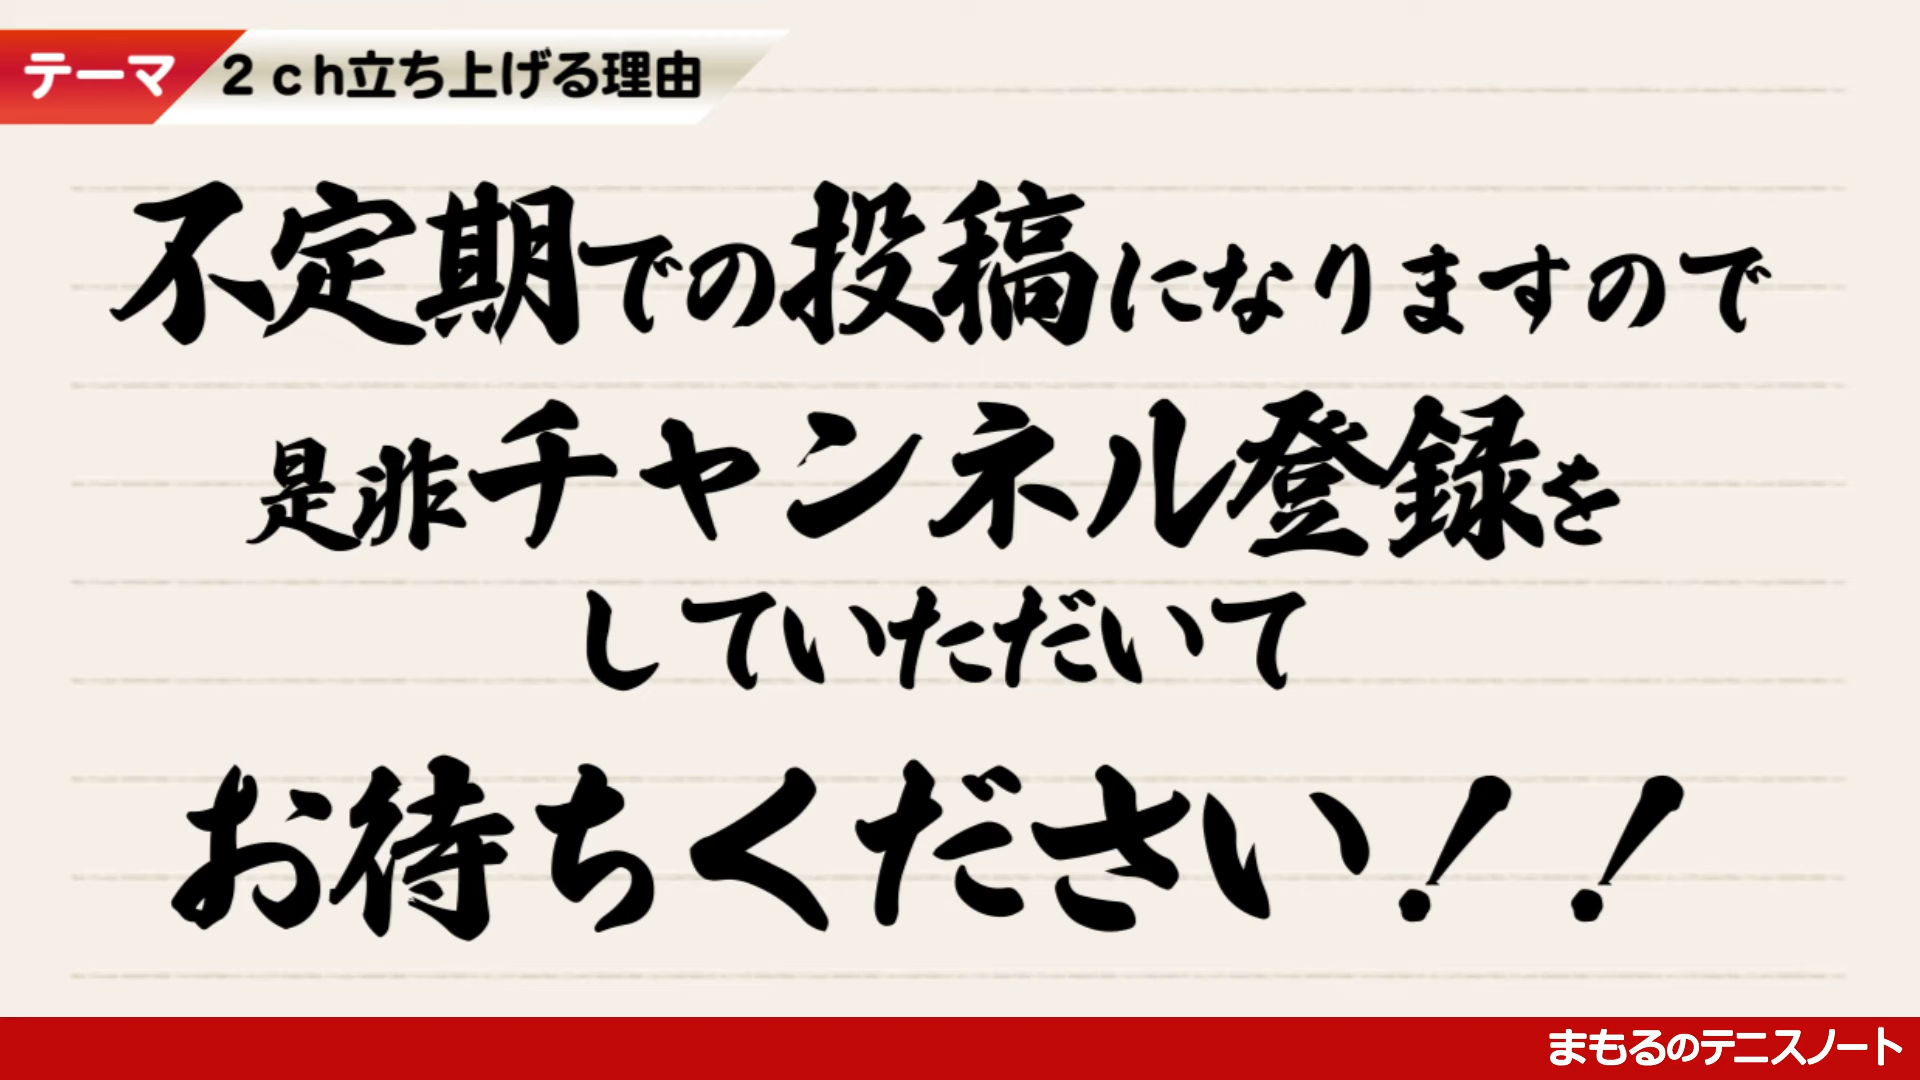 テーマ 2ch立ち上げる理由
不定期での投稿になりますので
是非チャンネル登録を
していただいて
お待ちください！！
まもるのテニスノート